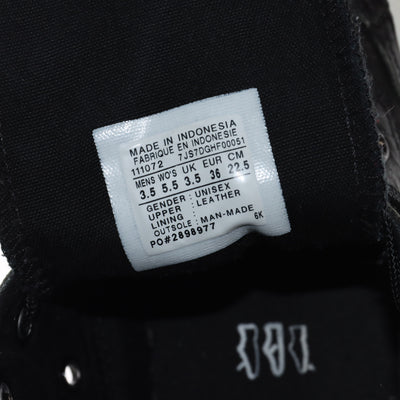 MADE IN INDONESIA
FABRIQUE EN INDONESIE
111072 7JS7DGHF00051
MENS WO'S UK EUR CM
3.5 5.5 3.5 36 22.5
GENDER : UNISEX
UPPER : LEATHER
LINING :
OUTSOLE : MAN-MADE
6K
PO#2898977